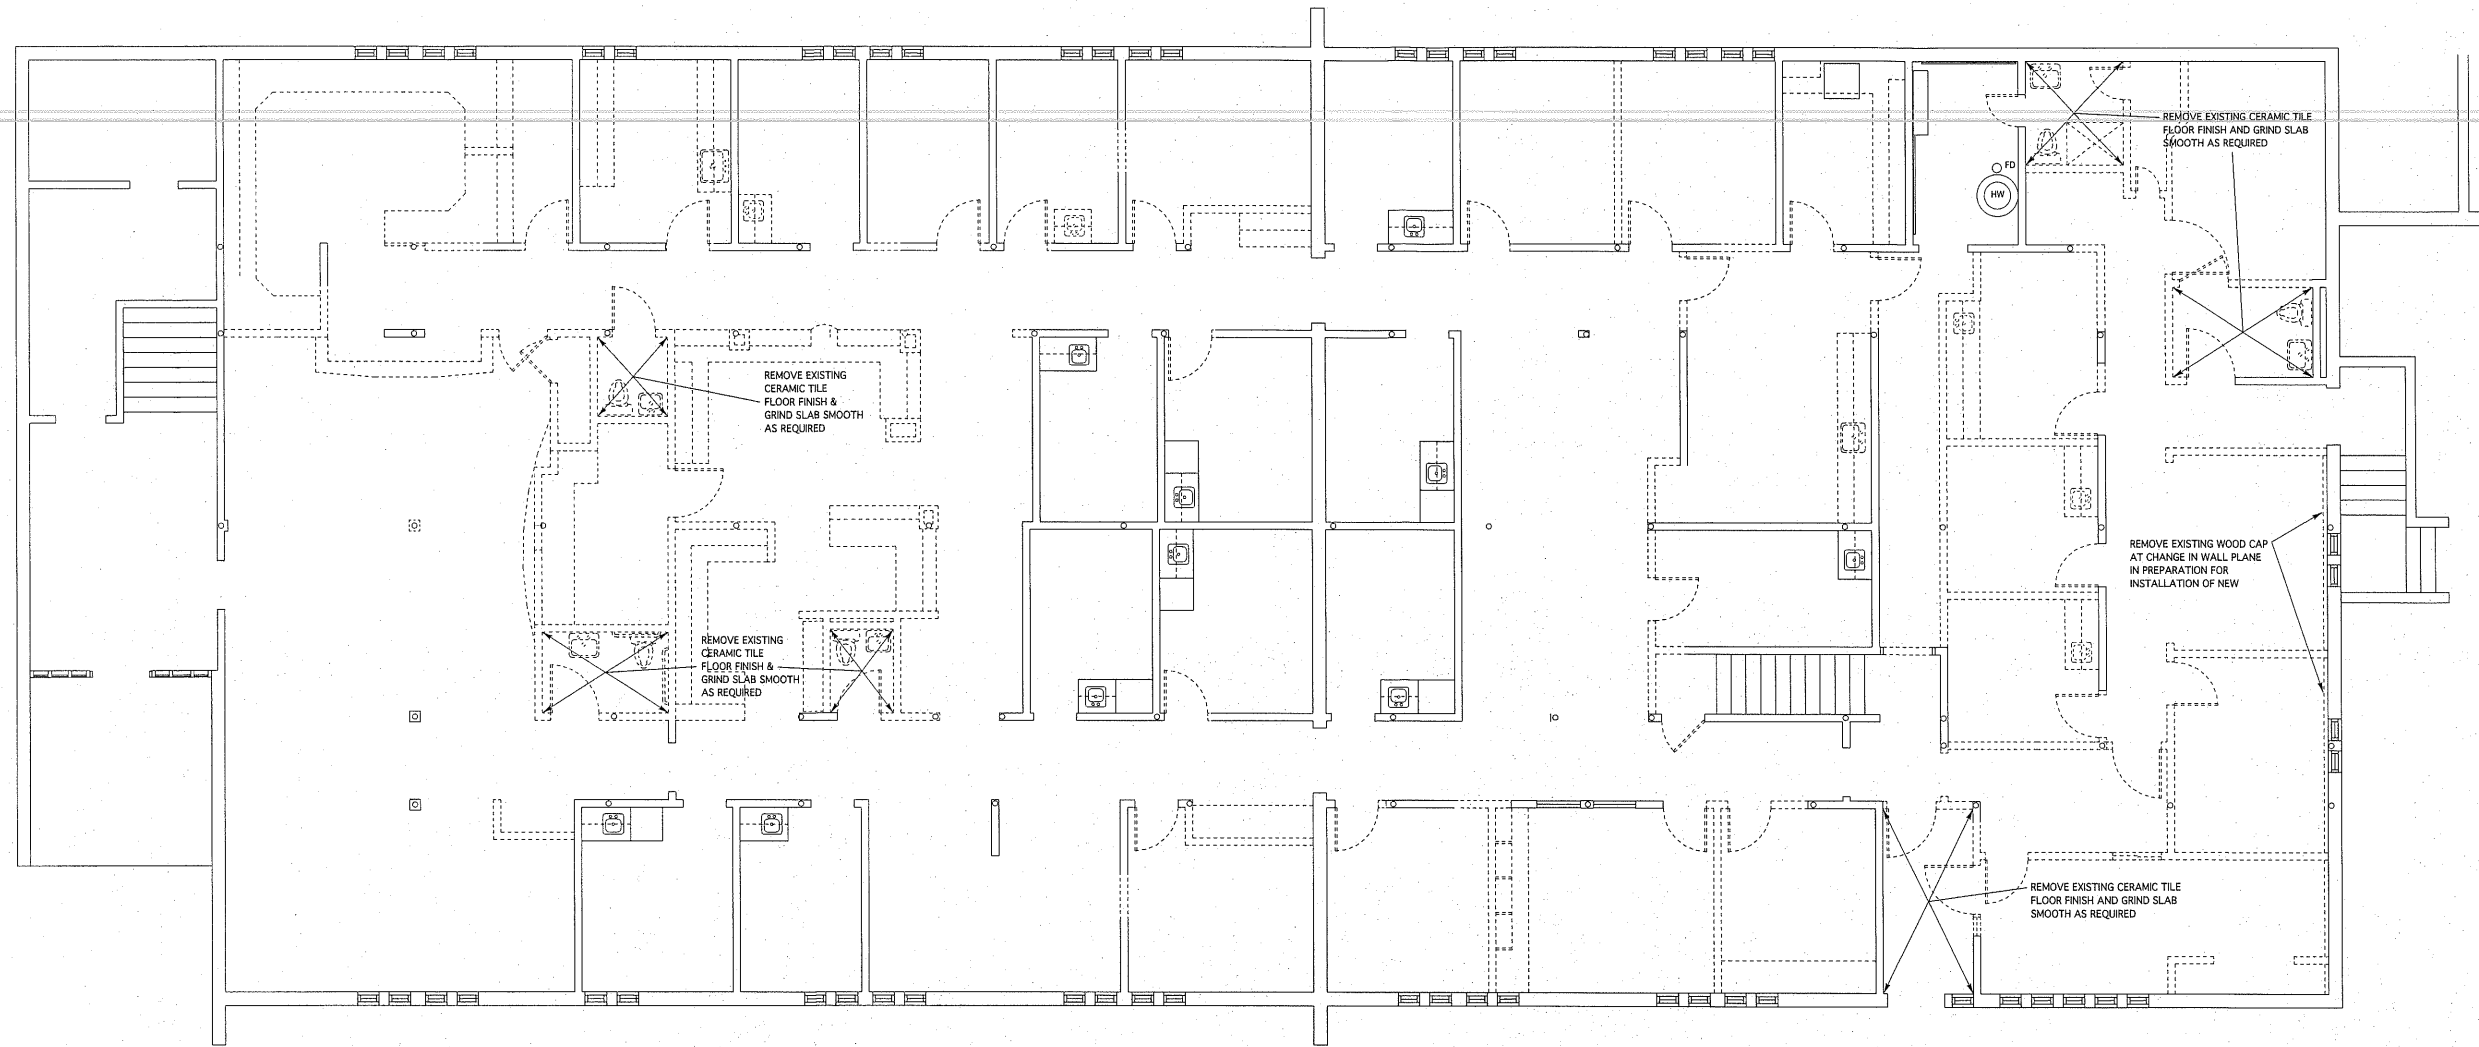 REMOVE EXISTING CERAMIC TILE
FLOOR FINISH AND GRIND SLAB
SMOOTH AS REQUIRED
FD
HW
REMOVE EXISTING
CERAMIC TILE
FLOOR FINISH &
GRIND SLAB SMOOTH
AS REQUIRED
REMOVE EXISTING WOOD CAP
AT CHANGE IN WALL PLANE
IN PREPARATION FOR
INSTALLATION OF NEW
REMOVE EXISTING
CERAMIC TILE
FLOOR FINISH &
GRIND SLAB SMOOTH
AS REQUIRED
REMOVE EXISTING CERAMIC TILE
FLOOR FINISH AND GRIND SLAB
SMOOTH AS REQUIRED